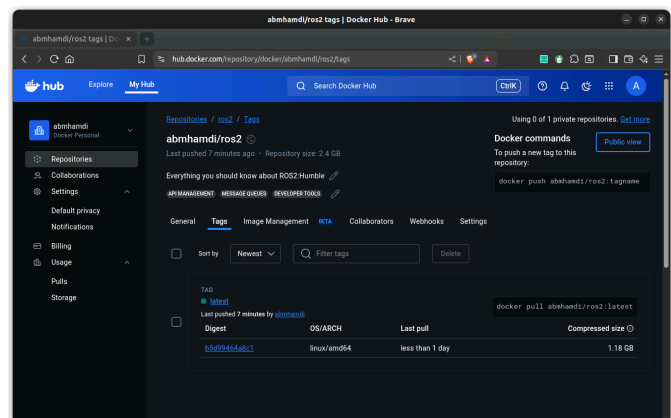 abmhamdi/ros2 tags | Docker Hub - Brave
abmhamdi/ros2 tags | Do
hub.docker.com/repository/docker/abmhamdi/ros2/tags
hub
Explore
My Hub
Search Docker Hub
CtrlK
A
abmhamdi
Docker Personal
Repositories
Collaborations
Settings
Default privacy
Notifications
Billing
Usage
Pulls
Storage
Repositories / ros2 / Tags
Using 0 of 1 private repositories. Get more
abmhamdi/ros2
Last pushed 7 minutes ago · Repository size: 2.4 GB
Everything you should know about ROS2:Humble
API MANAGEMENT MESSAGE QUEUES DEVELOPER TOOLS
Docker commands
Public view
To push a new tag to this
repository:
docker push abmhamdi/ros2:tagname
General Tags Image Management BETA Collaborators Webhooks Settings
Sort by Newest Filter tags Delete
TAG
latest
Last pushed 7 minutes by abmhamdi
docker pull abmhamdi/ros2:latest
Digest OS/ARCH Last pull Compressed size
b5d99464a8c1 linux/amd64 less than 1 day 1.18 GB